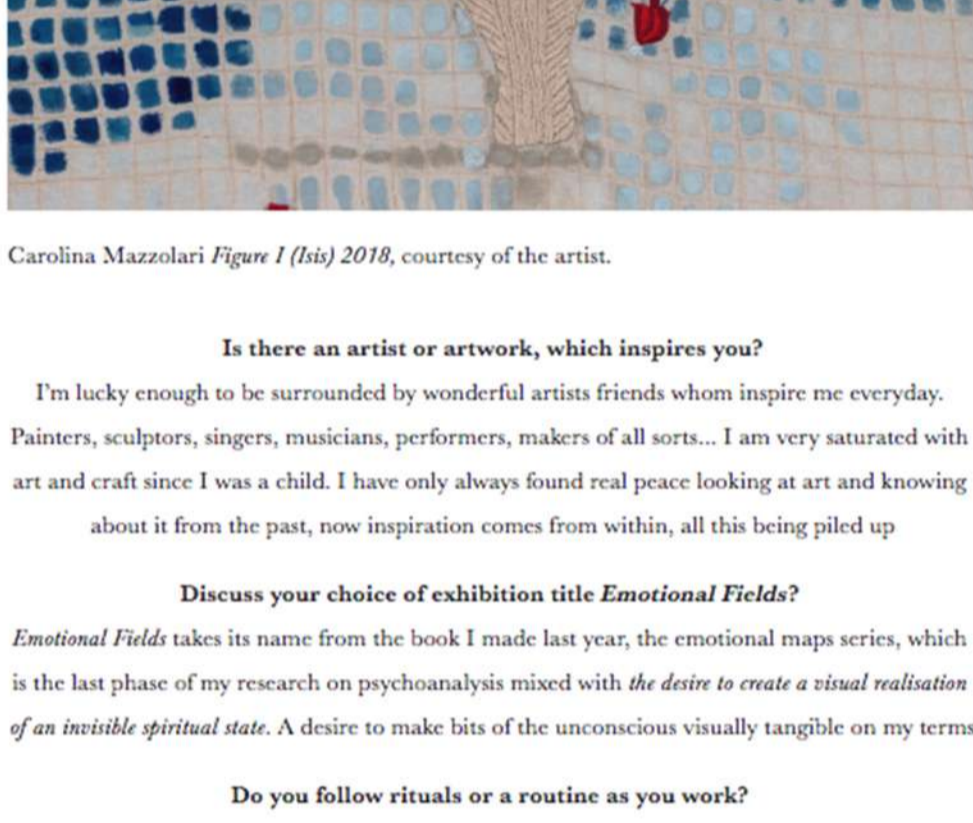 Carolina Mazzolari Figure I (Isis) 2018, courtesy of the artist.
Is there an artist or artwork, which inspires you?
I'm lucky enough to be surrounded by wonderful artists friends whom inspire me everyday.
Painters, sculptors, singers, musicians, performers, makers of all sorts... I am very saturated with
art and craft since I was a child. I have only always found real peace looking at art and knowing
about it from the past, now inspiration comes from within, all this being piled up
Discuss your choice of exhibition title Emotional Fields?
Emotional Fields takes its name from the book I made last year, the emotional maps series, which
is the last phase of my research on psychoanalysis mixed with the desire to create a visual realisation
of an invisible spiritual state. A desire to make bits of the unconscious visually tangible on my terms
Do you follow rituals or a routine as you work?